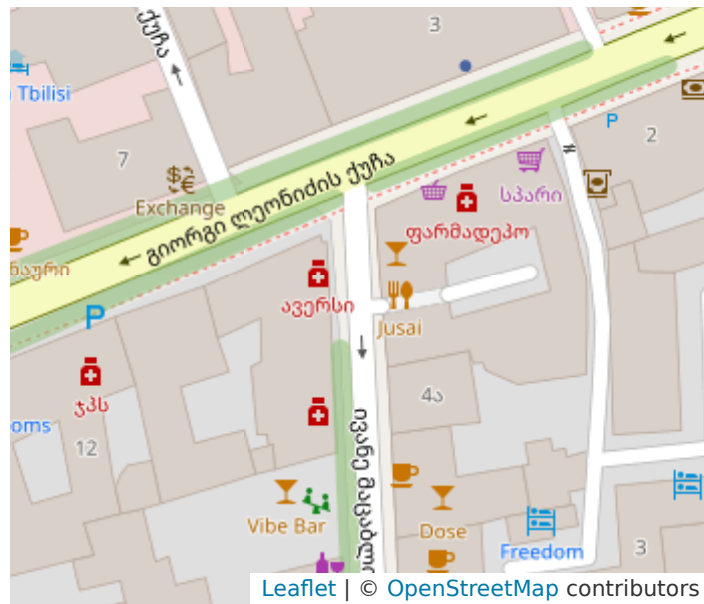 ქუჩა
3
Tbilisi
7
2
Exchange
P
გიორგი ლეონიძის ქუჩა
სპარი
ფარმადეპო
ავერსი
P
Jusai
ჯპს
4ა
12
ივანე
Vibe Bar
Dose
Freedom
3
Leaflet | © OpenStreetMap contributors